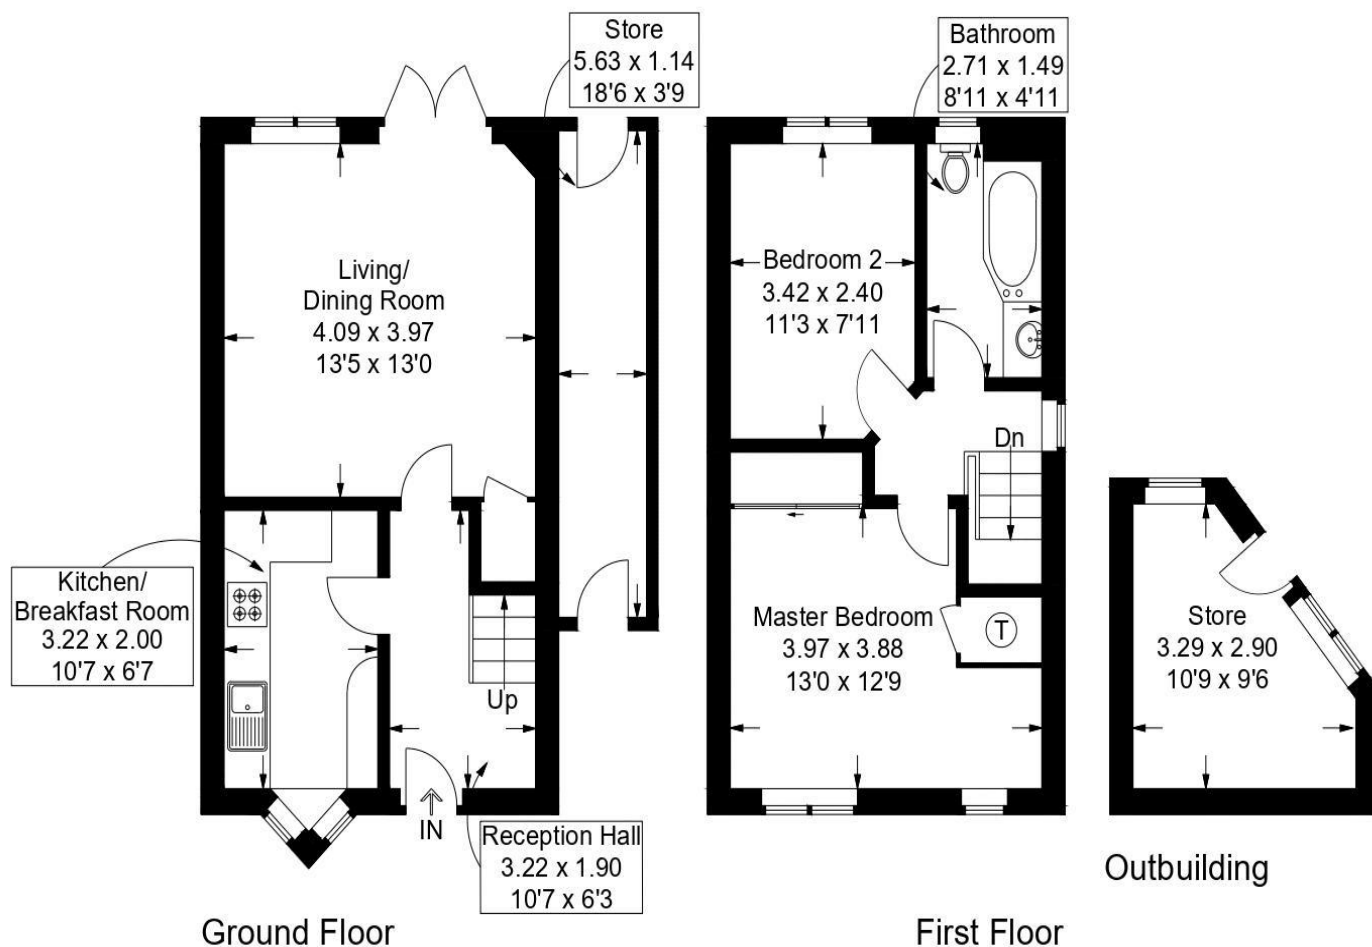 Store
5.63 x 1.14
18'6 x 3'9
Bathroom
2.71 x 1.49
8'11 x 4'11
Living/
Dining Room
4.09 x 3.97
13'5 x 13'0
Bedroom 2
3.42 x 2.40
11'3 x 7'11
Dn
Kitchen/
Breakfast Room
3.22 x 2.00
10'7 x 6'7
Up
IN
Reception Hall
3.22 x 1.90
10'7 x 6'3
Master Bedroom
3.97 x 3.88
13'0 x 12'9
T
Store
3.29 x 2.90
10'9 x 9'6
Outbuilding
Ground Floor
First Floor